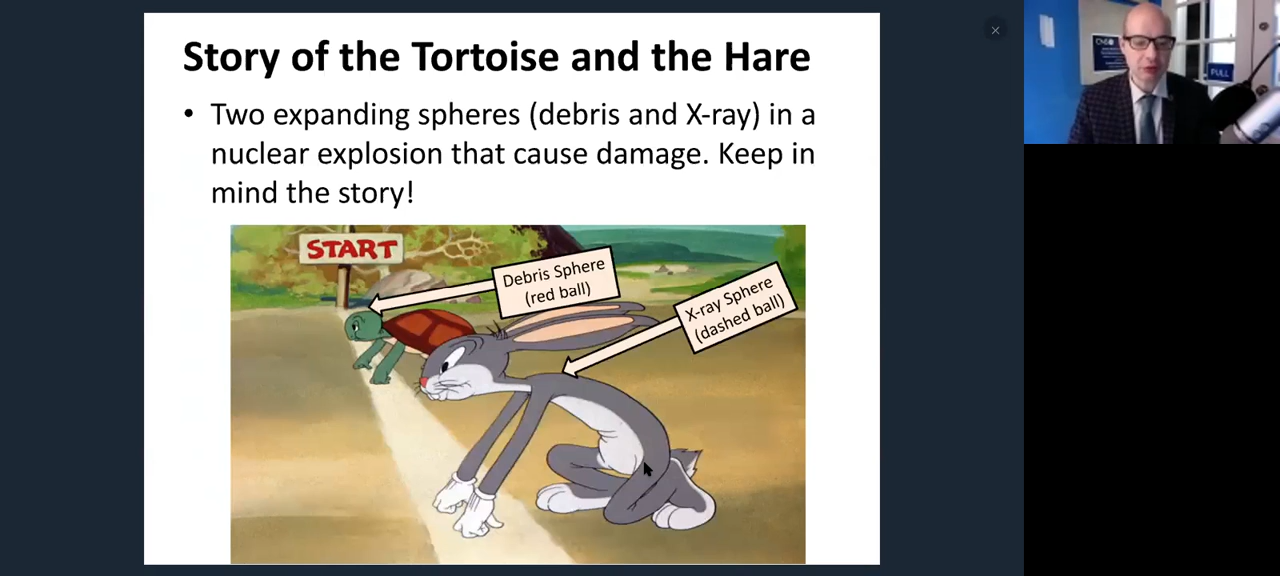 Story of the Tortoise and the Hare
• Two expanding spheres (debris and X-ray) in a
nuclear explosion that cause damage. Keep in
mind the story!
START
Debris Sphere
(red ball)
X-ray Sphere
(dashed ball)
PULL